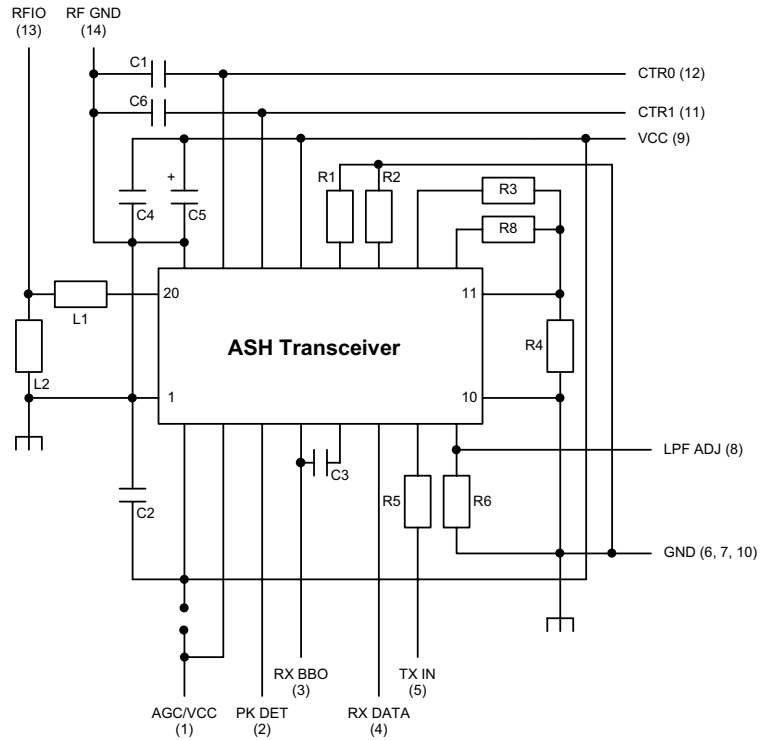 RFIO
(13)
RF GND
(14)
C1
CTR0 (12)
C6
CTR1 (11)
VCC (9)
+
C4
C5
R1
R2
R3
R8
20
11
L1
ASH Transceiver
R4
L2
1
10
LPF ADJ (8)
C3
C2
R5
R6
GND (6, 7, 10)
RX BBO
(3)
TX IN
(5)
AGC/VCC
(1)
PK DET
(2)
RX DATA
(4)